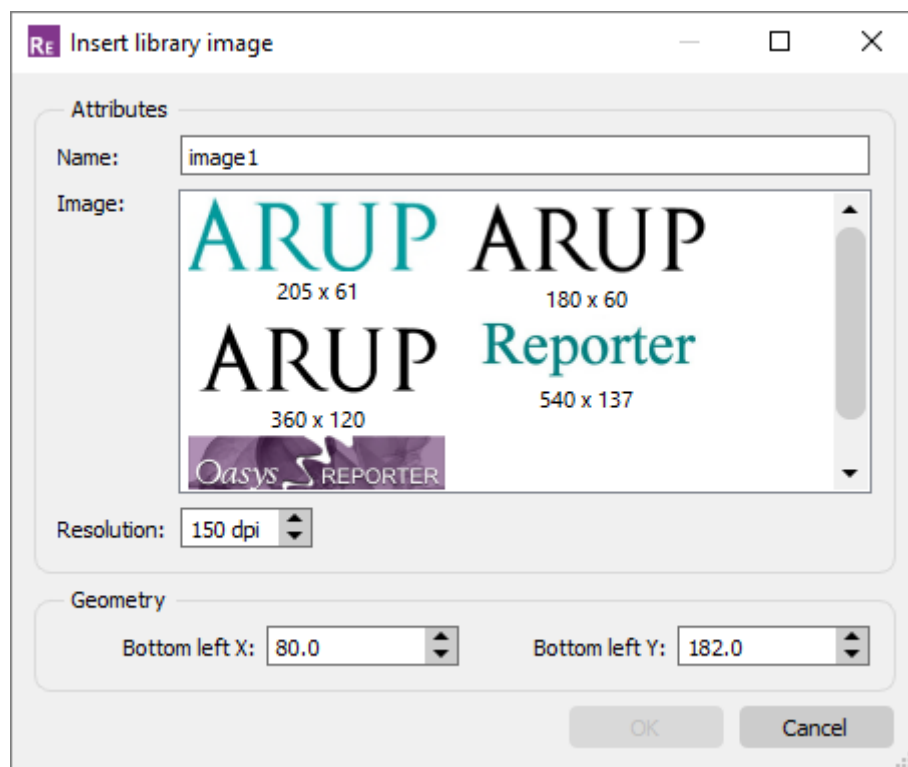 RE Insert library image
Attributes
Name: image1
Image:
ARUP ARUP
205 x 61 180 x 60
ARUP Reporter
360 x 120 540 x 137
Oasys REPORTER
Resolution: 150 dpi
Geometry
Bottom left X: 80.0 Bottom left Y: 182.0
OK Cancel